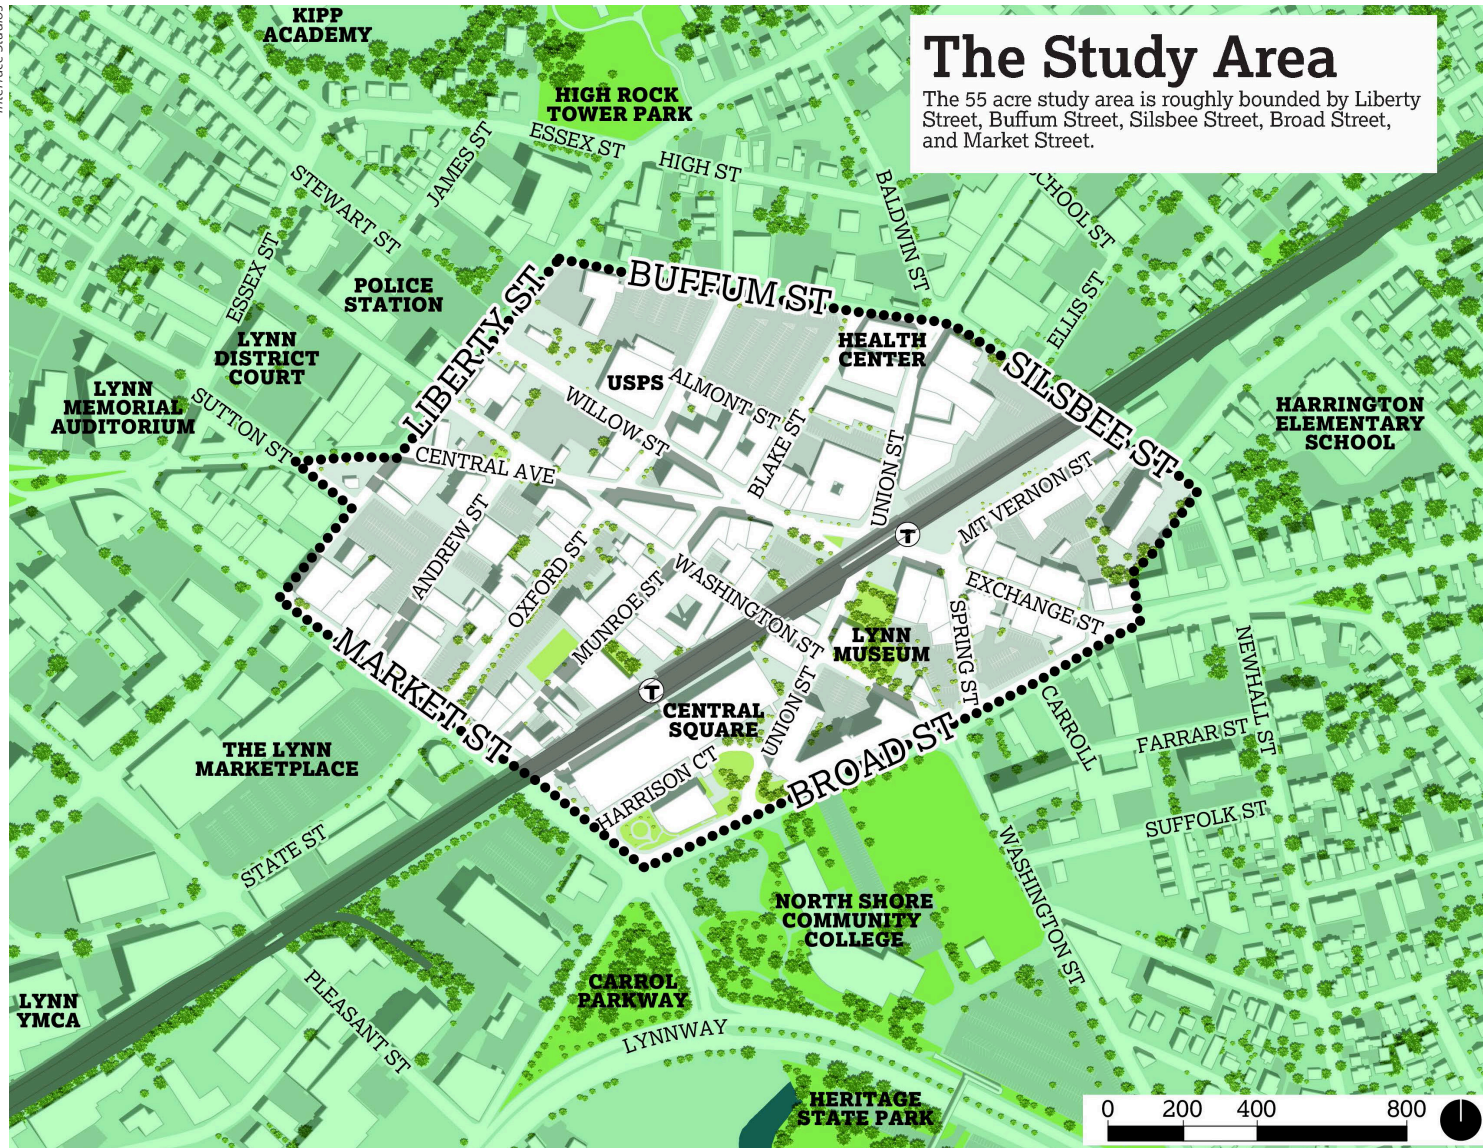 The Study Area
The 55 acre study area is roughly bounded by Liberty
Street, Buffum Street, Silsbee Street, Broad Street,
and Market Street.
KIPP
ACADEMY
HIGH ROCK
TOWER PARK
ESSEX ST
HIGH ST
JAMES ST
STEWART ST
BALDWIN ST
SCHOOL ST
ESSEX ST
POLICE
STATION
LIBERTY ST
BUFFUM ST
ELLIS ST
LYNN
DISTRICT
COURT
HEALTH
CENTER
SILSBEE ST
LYNN
MEMORIAL
AUDITORIUM
SUTTON ST
USPS
ALMONT ST
WILLOW ST
BLAKE ST
UNION ST
HARRINGTON
ELEMENTARY
SCHOOL
CENTRAL AVE
MT VERNON ST
ANDREW ST
OXFORD ST
MUNROE ST
T
WASHINGTON ST
EXCHANGE ST
LYNN
MUSEUM
SPRING ST
NEWHALL ST
MARKET ST
T
CENTRAL
SQUARE
UNION ST
BROAD ST
CARROLL
FARRAR ST
THE LYNN
MARKETPLACE
HARRISON CT
STATE ST
SUFFOLK ST
WASHINGTON ST
NORTH SHORE
COMMUNITY
COLLEGE
CARROL
PARKWAY
LYNN
YMCA
PLEASANT ST
LYNNWAY
HERITAGE
STATE PARK
0 200 400 800